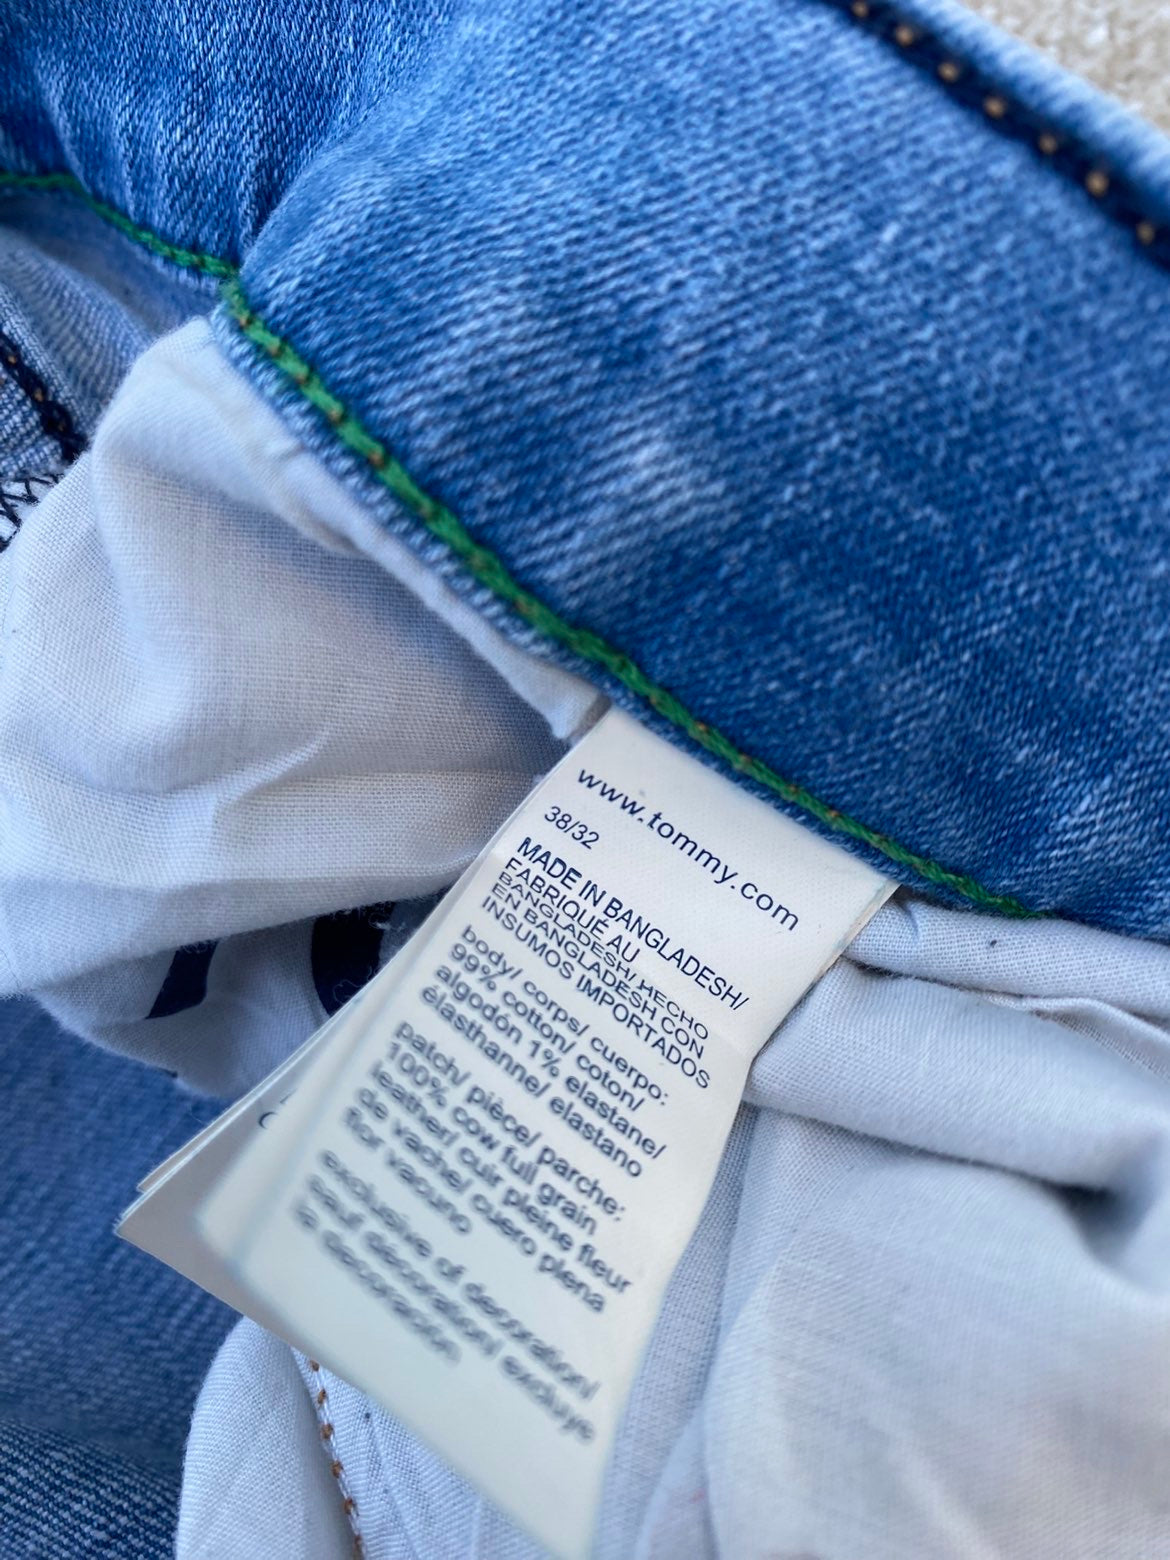 www.tommy.com
38/32
MADE IN BANGLADESH/
FABRIQUÉ AU
BANGLADESH/ HECHO
EN BANGLADESH CON
INSUMOS IMPORTADOS
body/ corps/ cuerpo:
99% cotton/ coton/
algodón 1% elastane/
élasthanne/ elastano
patch/ pièce/ parche:
100% cow full grain
leather/ cuir pleine fleur
de vache/ cuero plena
flor vacuno
exclusive of decoration/
sauf décoration/ excluye
la decoración